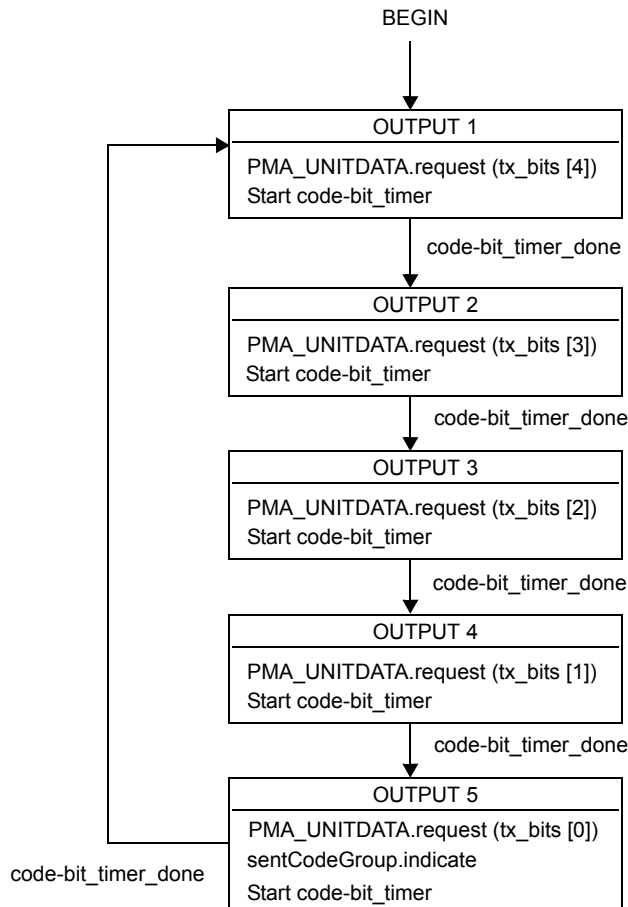 BEGIN
OUTPUT 1
PMA_UNITDATA.request (tx_bits [4])
Start code-bit_timer
code-bit_timer_done
OUTPUT 2
PMA_UNITDATA.request (tx_bits [3])
Start code-bit_timer
code-bit_timer_done
OUTPUT 3
PMA_UNITDATA.request (tx_bits [2])
Start code-bit_timer
code-bit_timer_done
OUTPUT 4
PMA_UNITDATA.request (tx_bits [1])
Start code-bit_timer
code-bit_timer_done
OUTPUT 5
PMA_UNITDATA.request (tx_bits [0])
sentCodeGroup.indicate
Start code-bit_timer
code-bit_timer_done